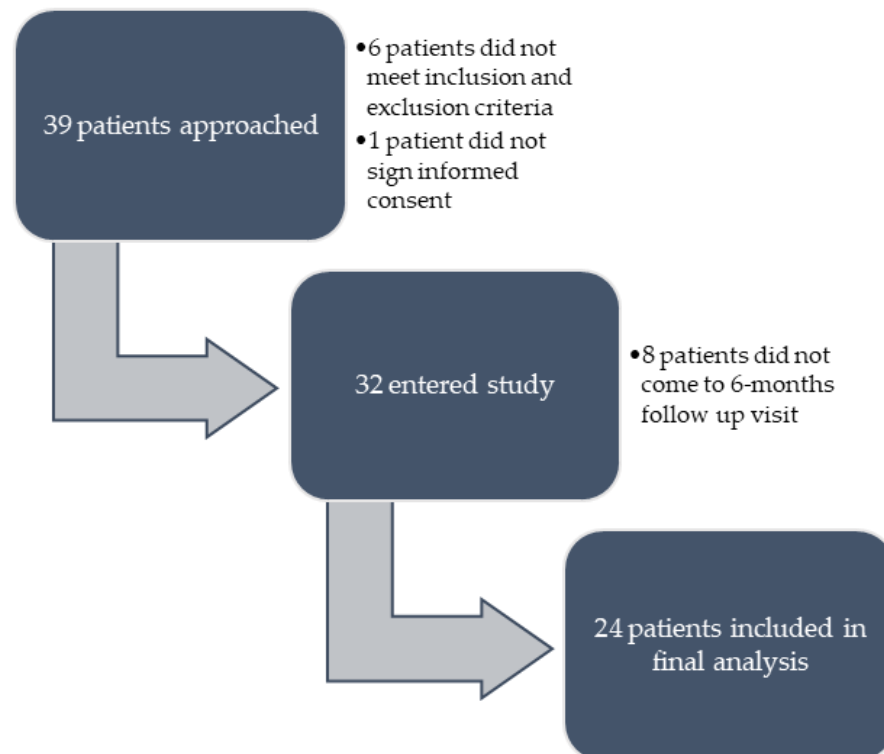 39 patients approached
•6 patients did not
meet inclusion and
exclusion criteria
•1 patient did not
sign informed
consent
32 entered study
•8 patients did not
come to 6-months
follow up visit
24 patients included in
final analysis